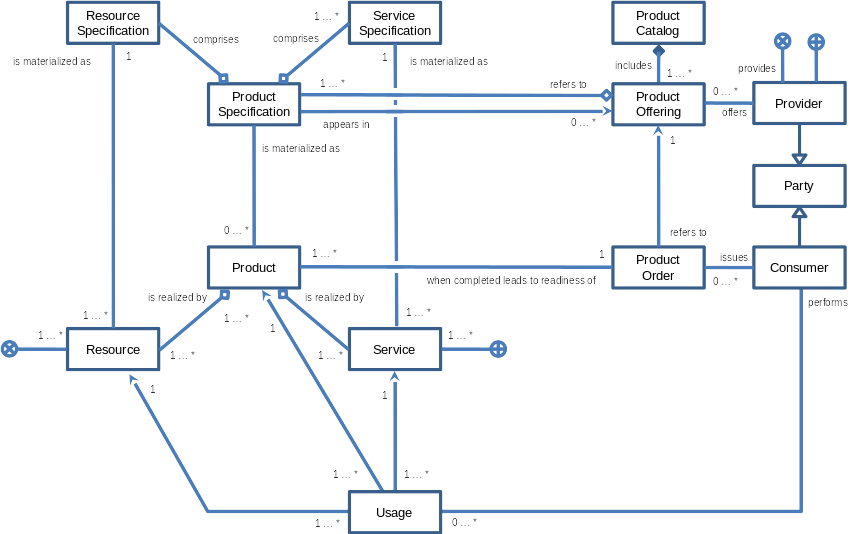 Resource
Specification
1 ... *
Service
Specification
Product
Catalog
comprises
comprises
is materialized as
1
1
is materialized as
includes
provides
1 ... *
1 ... *
refers to
Product
Specification
Product
Offering
0 ... *
Provider
offers
appears in
0 ... *
1
is materialized as
Party
0 ... *
refers to
1 ... *
1
issues
Product
Product
Order
Consumer
when completed leads to readiness of
0 ... *
is realized by
is realized by
performs
1 ... *
1 ... *
1 ... *
1
1 ... *
1 ... *
Resource
1 ... *
1 ... *
Service
1 ... *
1
1
1 ... *
1 ... *
Usage
1 ... *
0 ... *